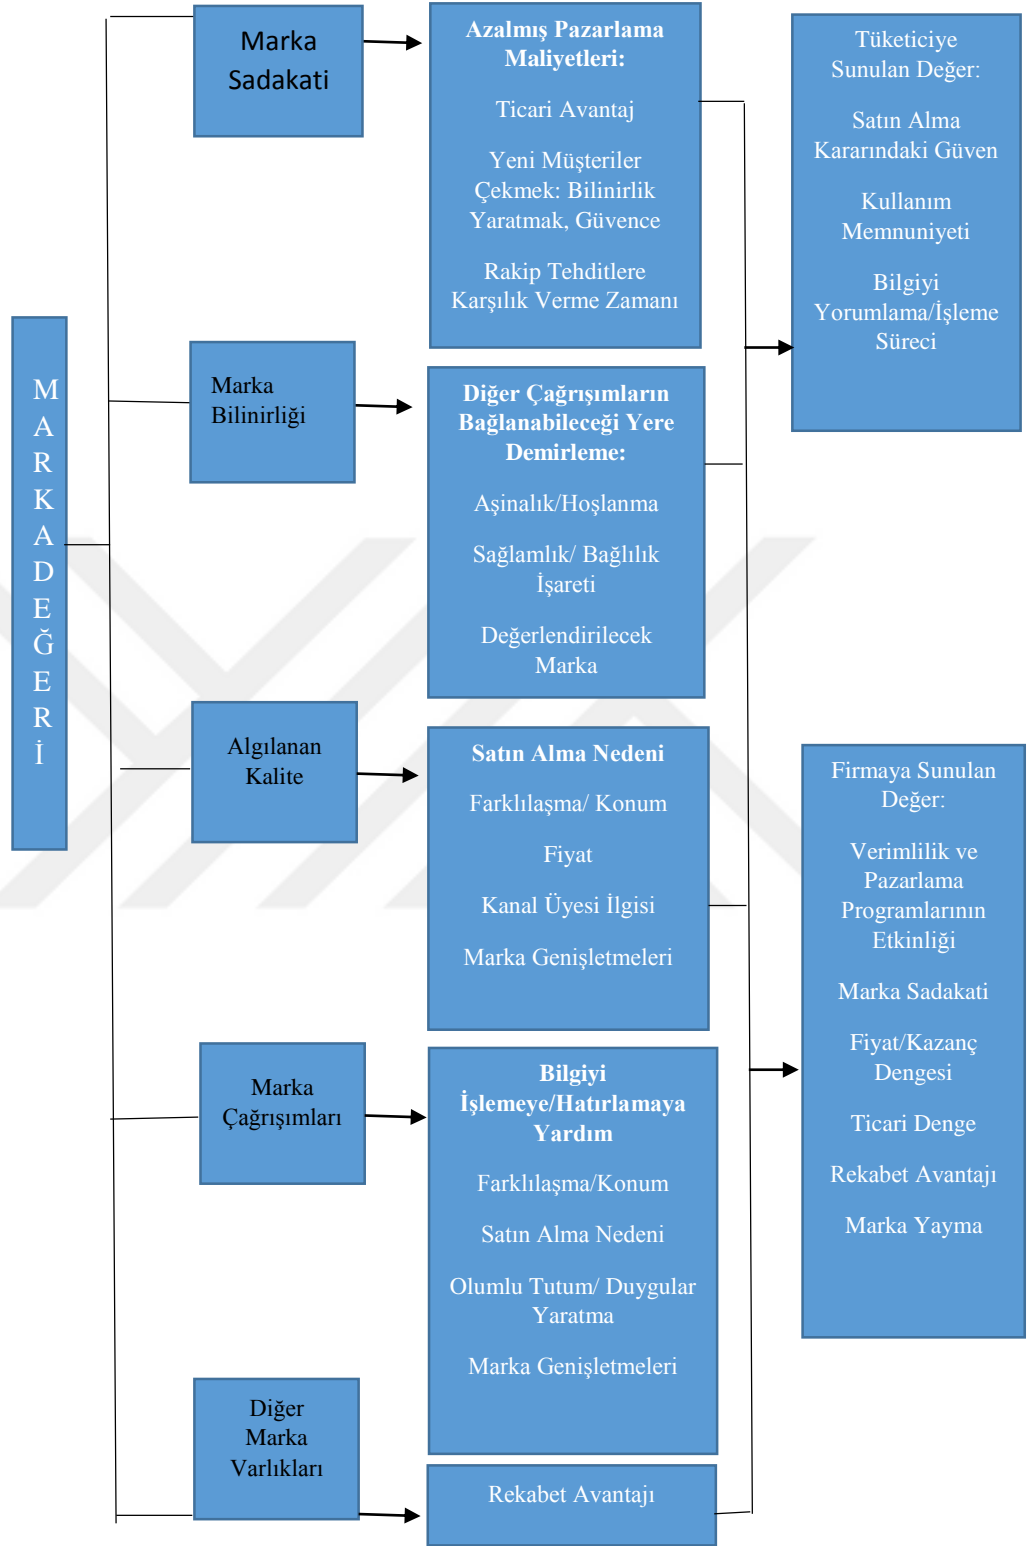 M
A
R
K
A
D
E
Ğ
E
R
İ
Marka
Sadakati
Azalmış Pazarlama
Maliyetleri:
Ticari Avantaj
Yeni Müşteriler
Çekmek: Bilinirlik
Yaratmak, Güvence
Rakip Tehditlere
Karşılık Verme Zamanı
Marka
Bilinirliği
Diğer Çağrışımların
Bağlanabileceği Yere
Demirleme:
Aşinalık/Hoşlanma
Sağlamlık/ Bağlılık
İşareti
Değerlendirilecek
Marka
Algılanan
Kalite
Satın Alma Nedeni
Farklılaşma/ Konum
Fiyat
Kanal Üyesi İlgisi
Marka Genişletmeleri
Marka
Çağrışımları
Bilgiyi
İşlemeye/Hatırlamaya
Yardım
Farklılaşma/Konum
Satın Alma Nedeni
Olumlu Tutum/ Duygular
Yaratma
Marka Genişletmeleri
Diğer
Marka
Varlıkları
Rekabet Avantajı
Tüketiciye
Sunulan Değer:
Satın Alma
Kararındaki Güven
Kullanım
Memnuniyeti
Bilgiyi
Yorumlama/İşleme
Süreci
Firmaya Sunulan
Değer:
Verimlilik ve
Pazarlama
Programlarının
Etkinliği
Marka Sadakati
Fiyat/Kazanç
Dengesi
Ticari Denge
Rekabet Avantajı
Marka Yayma